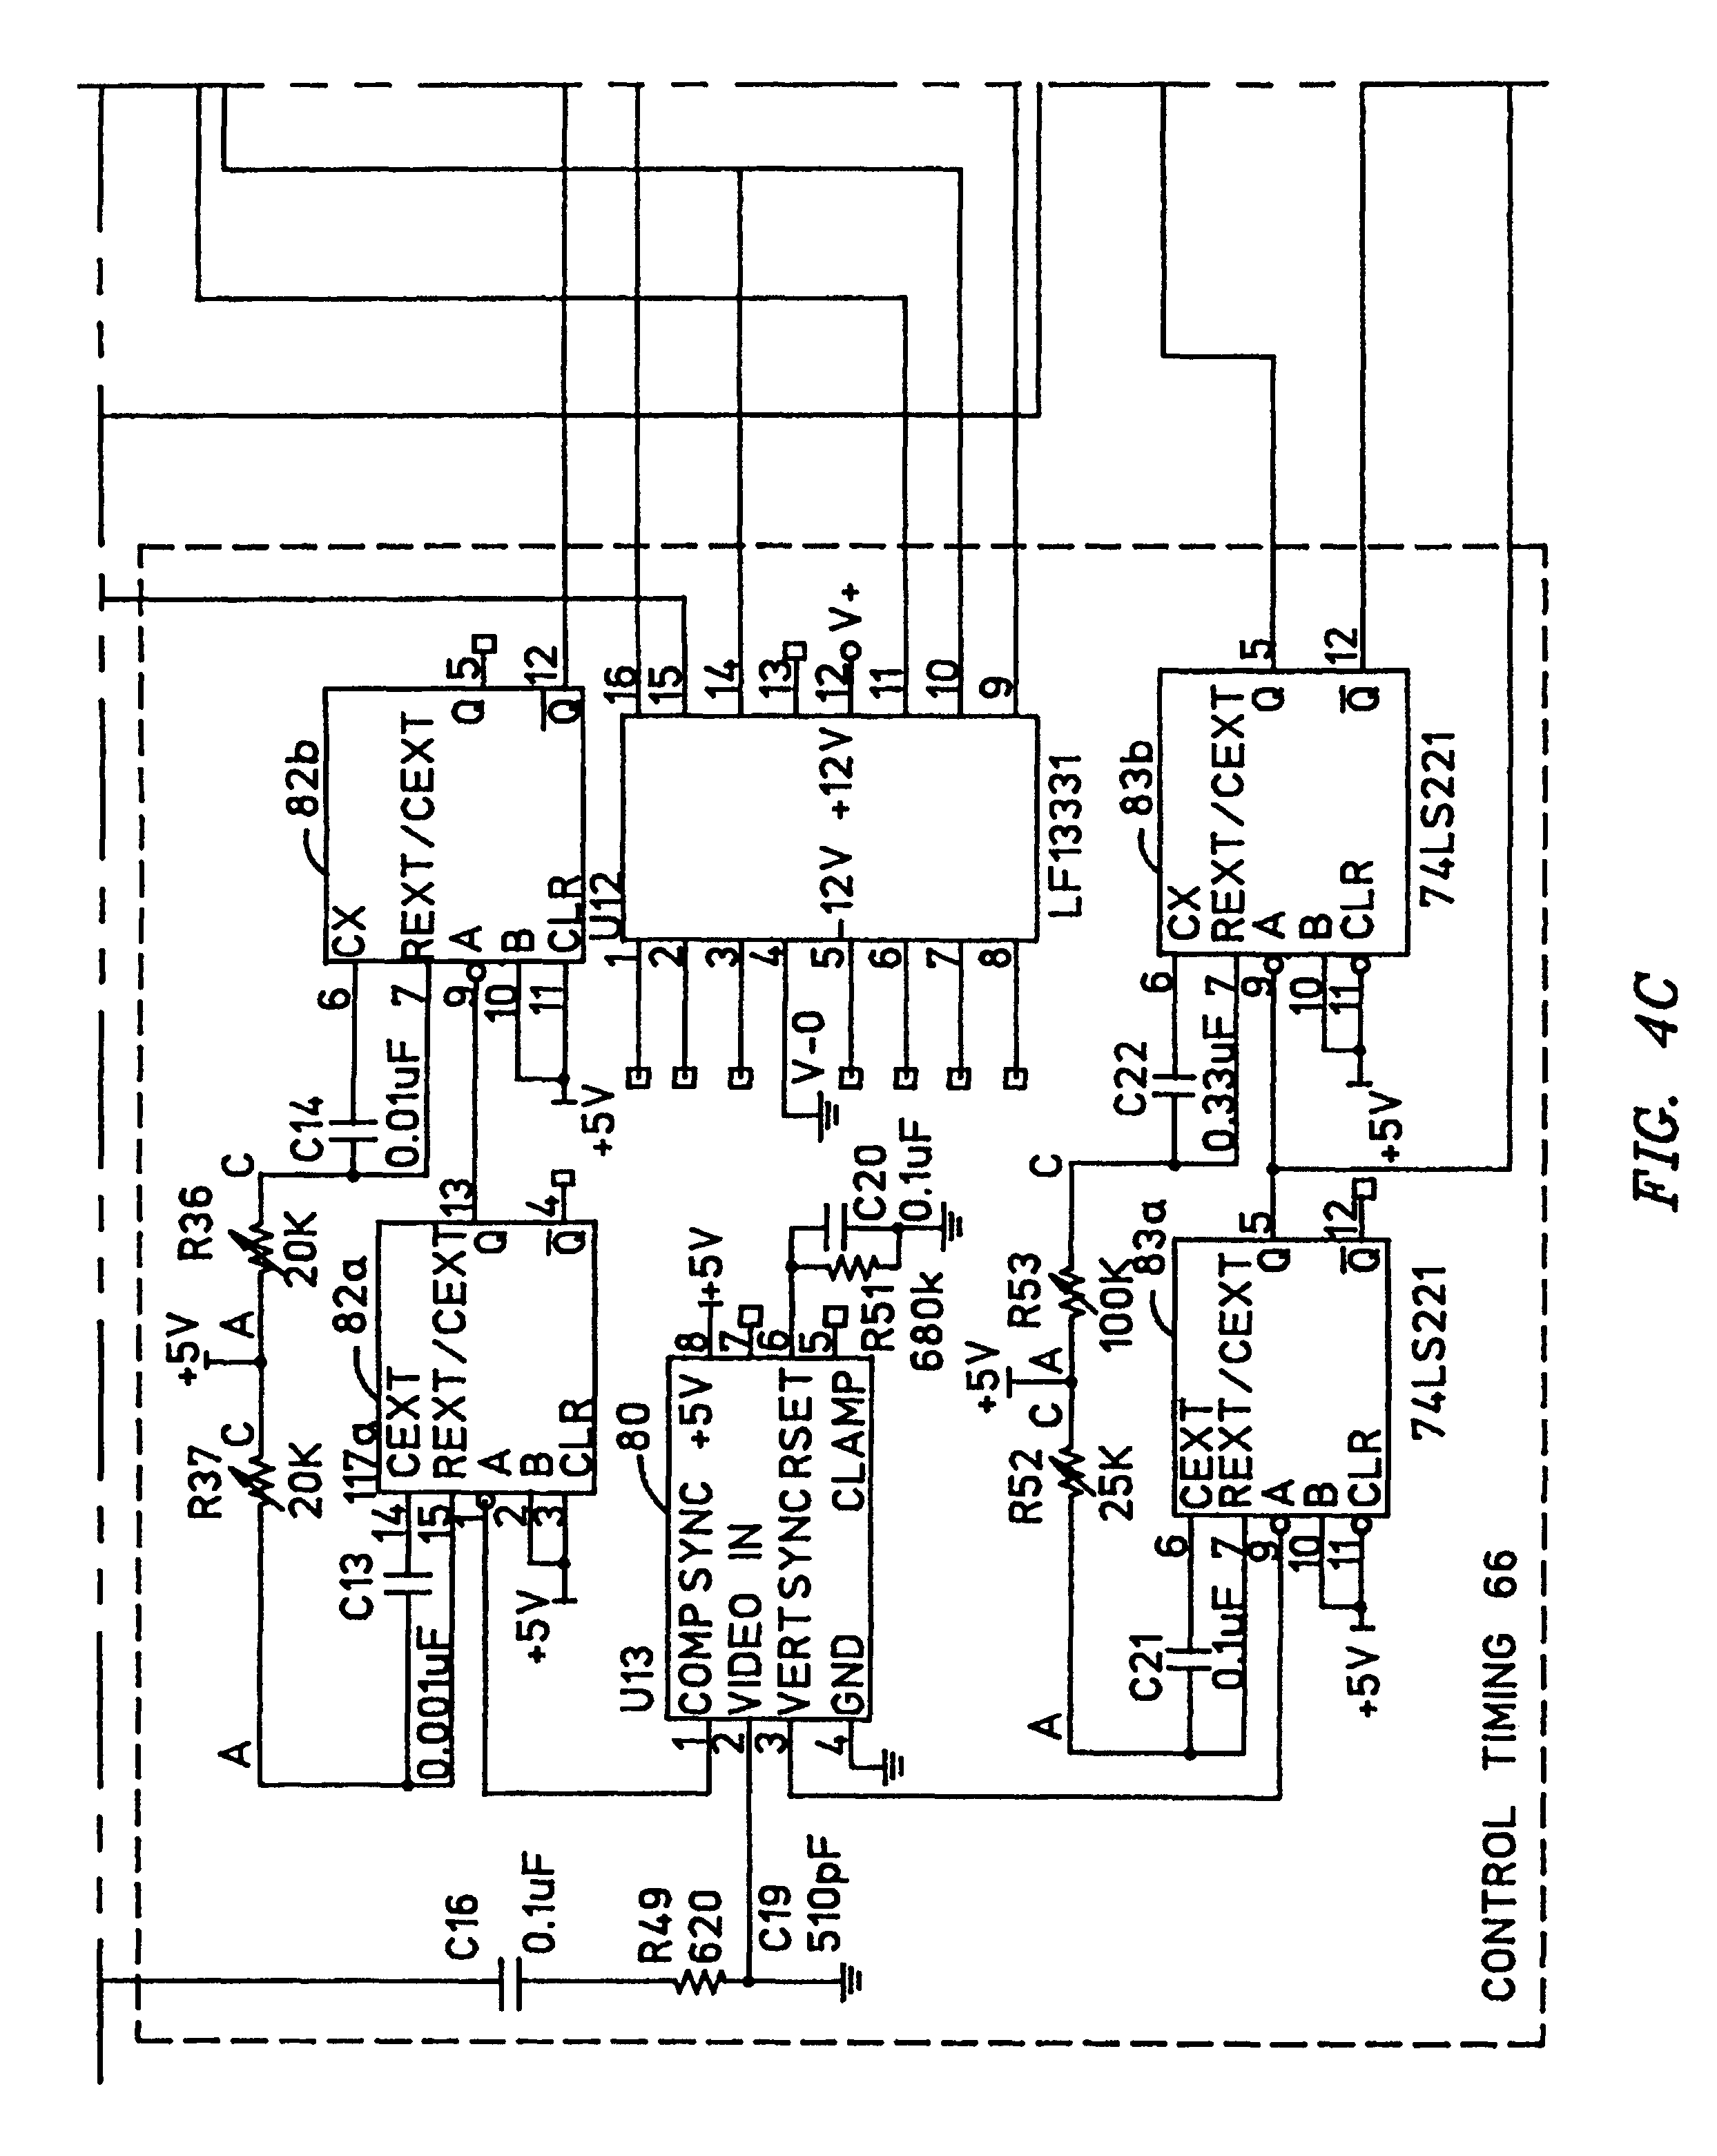 R37
20K
A
C
+5V
A
R36
20K
C
C14
0.01uF
82b
CX
REXT/CEXT
A
B
CLR
Q
Q
6
7
9
10
11
5
12
+5V
C13
0.001uF
117a
82a
CEXT
REXT/CEXT
A
B
CLR
Q
Q
14
15
1
2
3
13
4
+5V
C16
0.1uF
R49
620
C19
510pF
U13
80
COMP SYNC +5V
VIDEO IN
VERTSYNC RSET
GND
CLAMP
1
2
3
4
8
7
6
5
+5V
R51
680k
C20
0.1uF
U12
-12V +12V
LF13331
1
2
3
4
5
6
7
8
V-O
16
15
14
13
12
11
10
9
V+
A
R52
25K
C
+5V
A
R53
100K
C
C21
0.1uF
83a
CEXT
REXT/CEXT
A
B
CLR
Q
Q
6
7
9
10
11
5
12
+5V
74LS221
C22
0.33uF
83b
CX
REXT/CEXT
A
B
CLR
Q
Q
6
7
9
10
11
5
12
+5V
74LS221
CONTROL TIMING 66
FIG. 4C